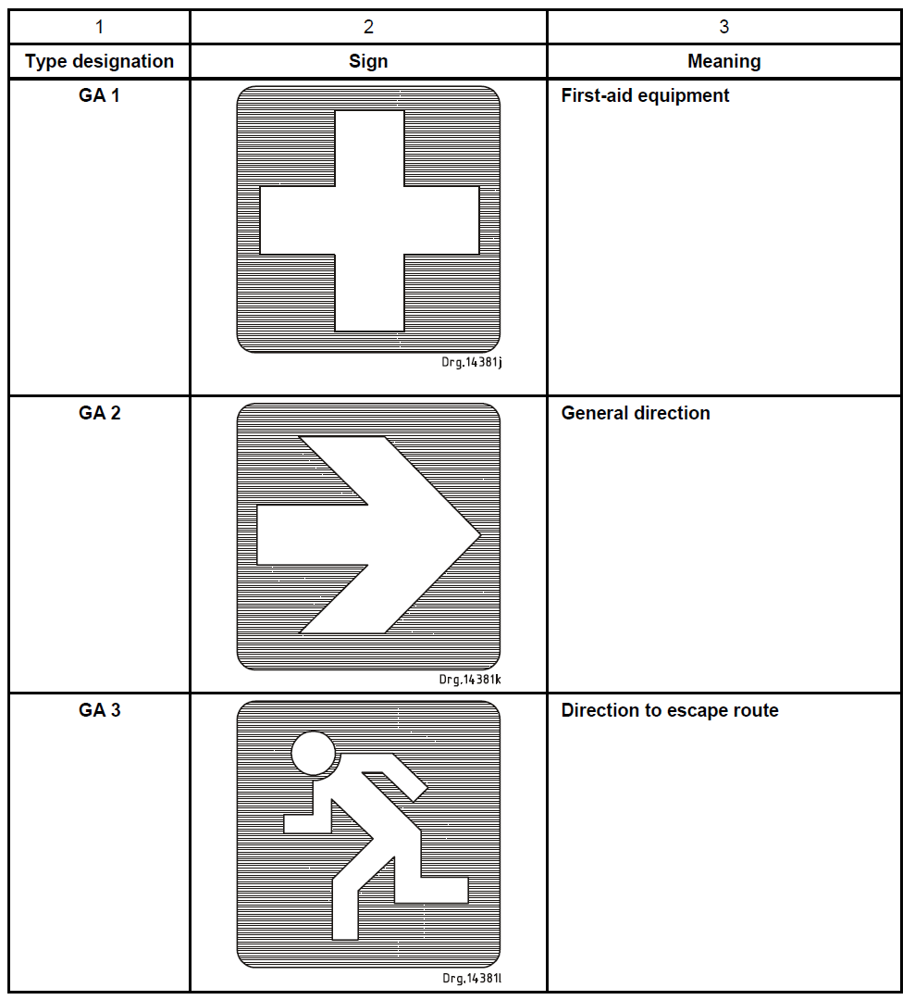 1 2 3
Type designation Sign Meaning
GA 1 First-aid equipment
Drg.14381j
GA 2 General direction
Drg.14381k
GA 3 Direction to escape route
Drg.14381l